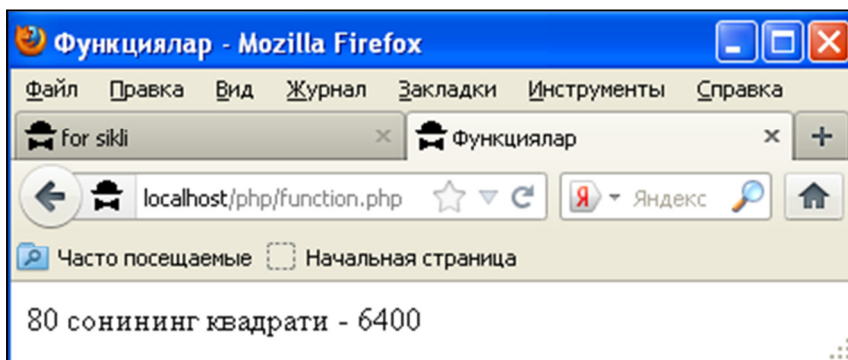 Функциялар - Mozilla Firefox
Файл Правка Вид Журнал Закладки Инструменты Справка
for sikli × Функциялар × +
localhost/php/function.php Я Яндекс
Часто посещаемые Начальная страница
80 сонининг квадрати - 6400